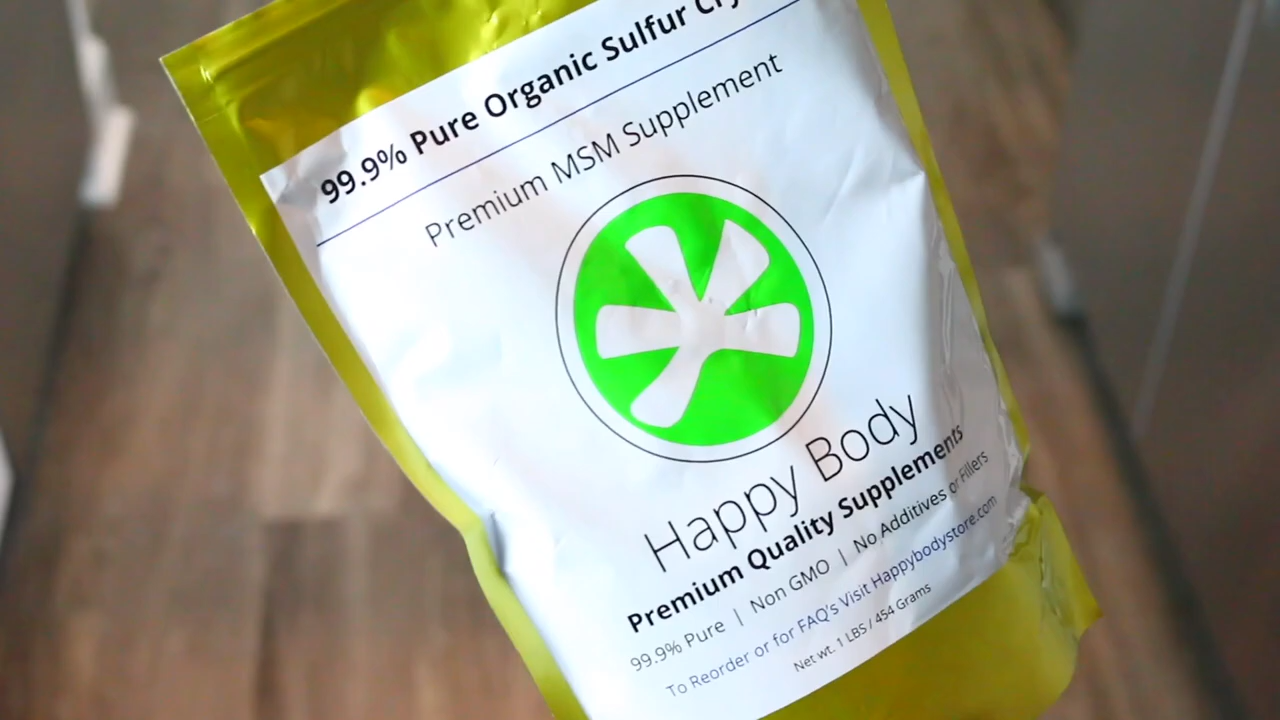 99.9% Pure Organic Sulfur
Premium MSM Supplement
Happy Body
Premium Quality Supplements
99.9% Pure | Non GMO | No Additives or Fillers
To Reorder or for FAQ's Visit Happybodystore.com
Net wt. 1 LBS / 454 Grams